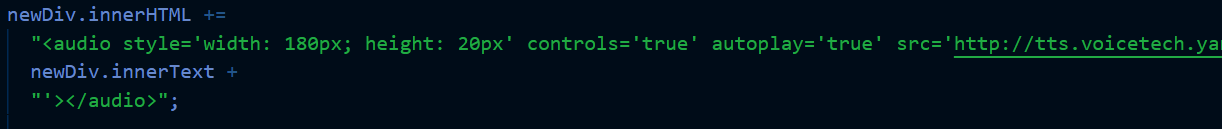 newDiv.innerHTML +=
"<audio style='width: 180px; height: 20px' controls='true' autoplay='true' src='http://tts.voicetech.yan
newDiv.innerText +
"'></audio>";